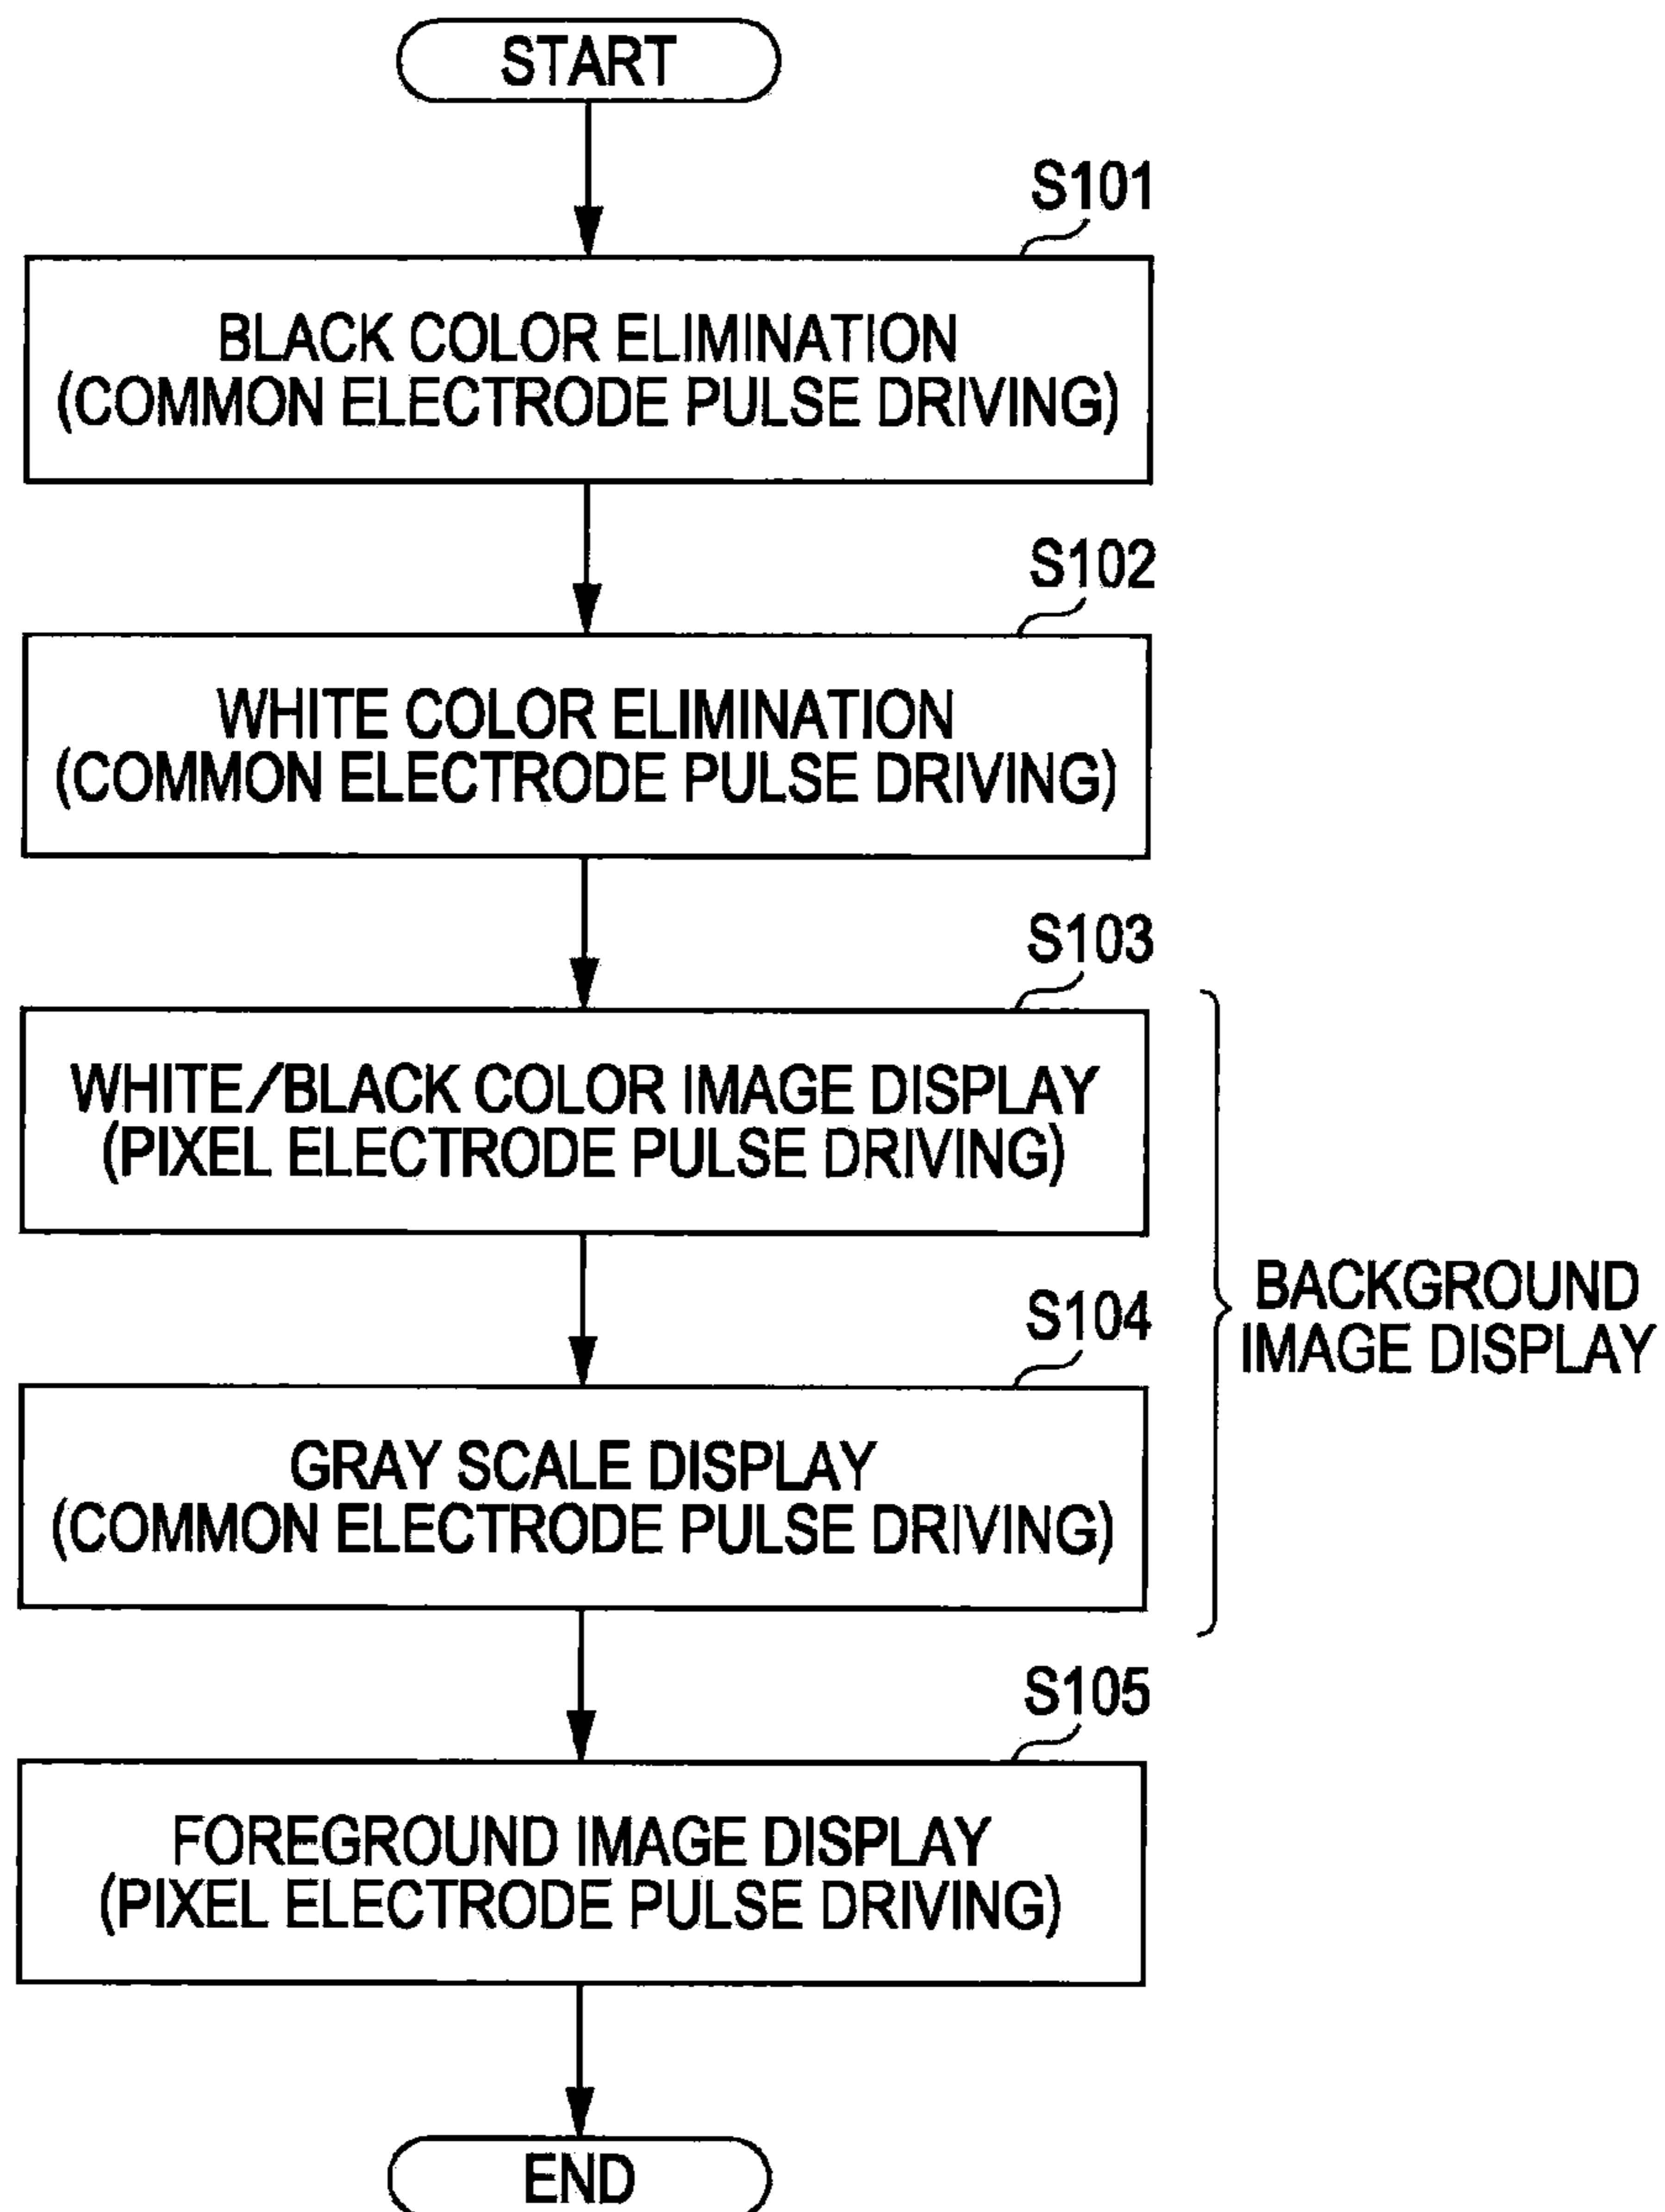 START
S101
BLACK COLOR ELIMINATION
(COMMON ELECTRODE PULSE DRIVING)
S102
WHITE COLOR ELIMINATION
(COMMON ELECTRODE PULSE DRIVING)
S103
WHITE/BLACK COLOR IMAGE DISPLAY
(PIXEL ELECTRODE PULSE DRIVING)
BACKGROUND
IMAGE DISPLAY
S104
GRAY SCALE DISPLAY
(COMMON ELECTRODE PULSE DRIVING)
S105
FOREGROUND IMAGE DISPLAY
(PIXEL ELECTRODE PULSE DRIVING)
END